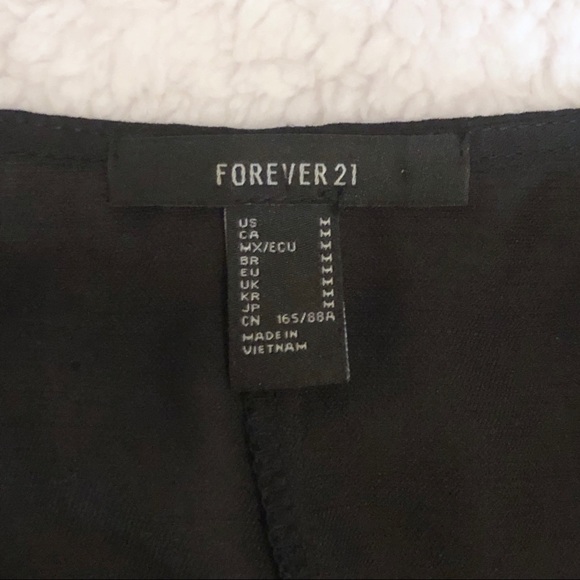 FOREVER 21
US M
CA M
MX/ECU M
BR M
EU M
UK M
KR M
JP M
CN 165/88A
MADE IN
VIETNAM